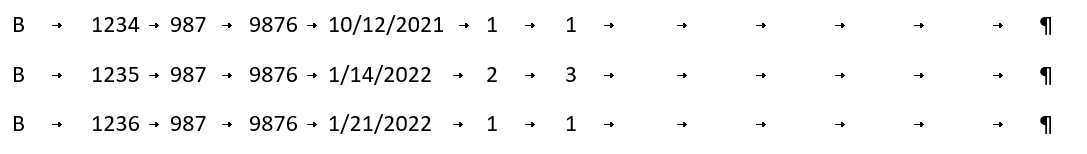 B → 1234 → 987 → 9876 → 10/12/2021 → 1 → 1 → → → → → → ¶
B → 1235 → 987 → 9876 → 1/14/2022 → 2 → 3 → → → → → → ¶
B → 1236 → 987 → 9876 → 1/21/2022 → 1 → 1 → → → → → → ¶